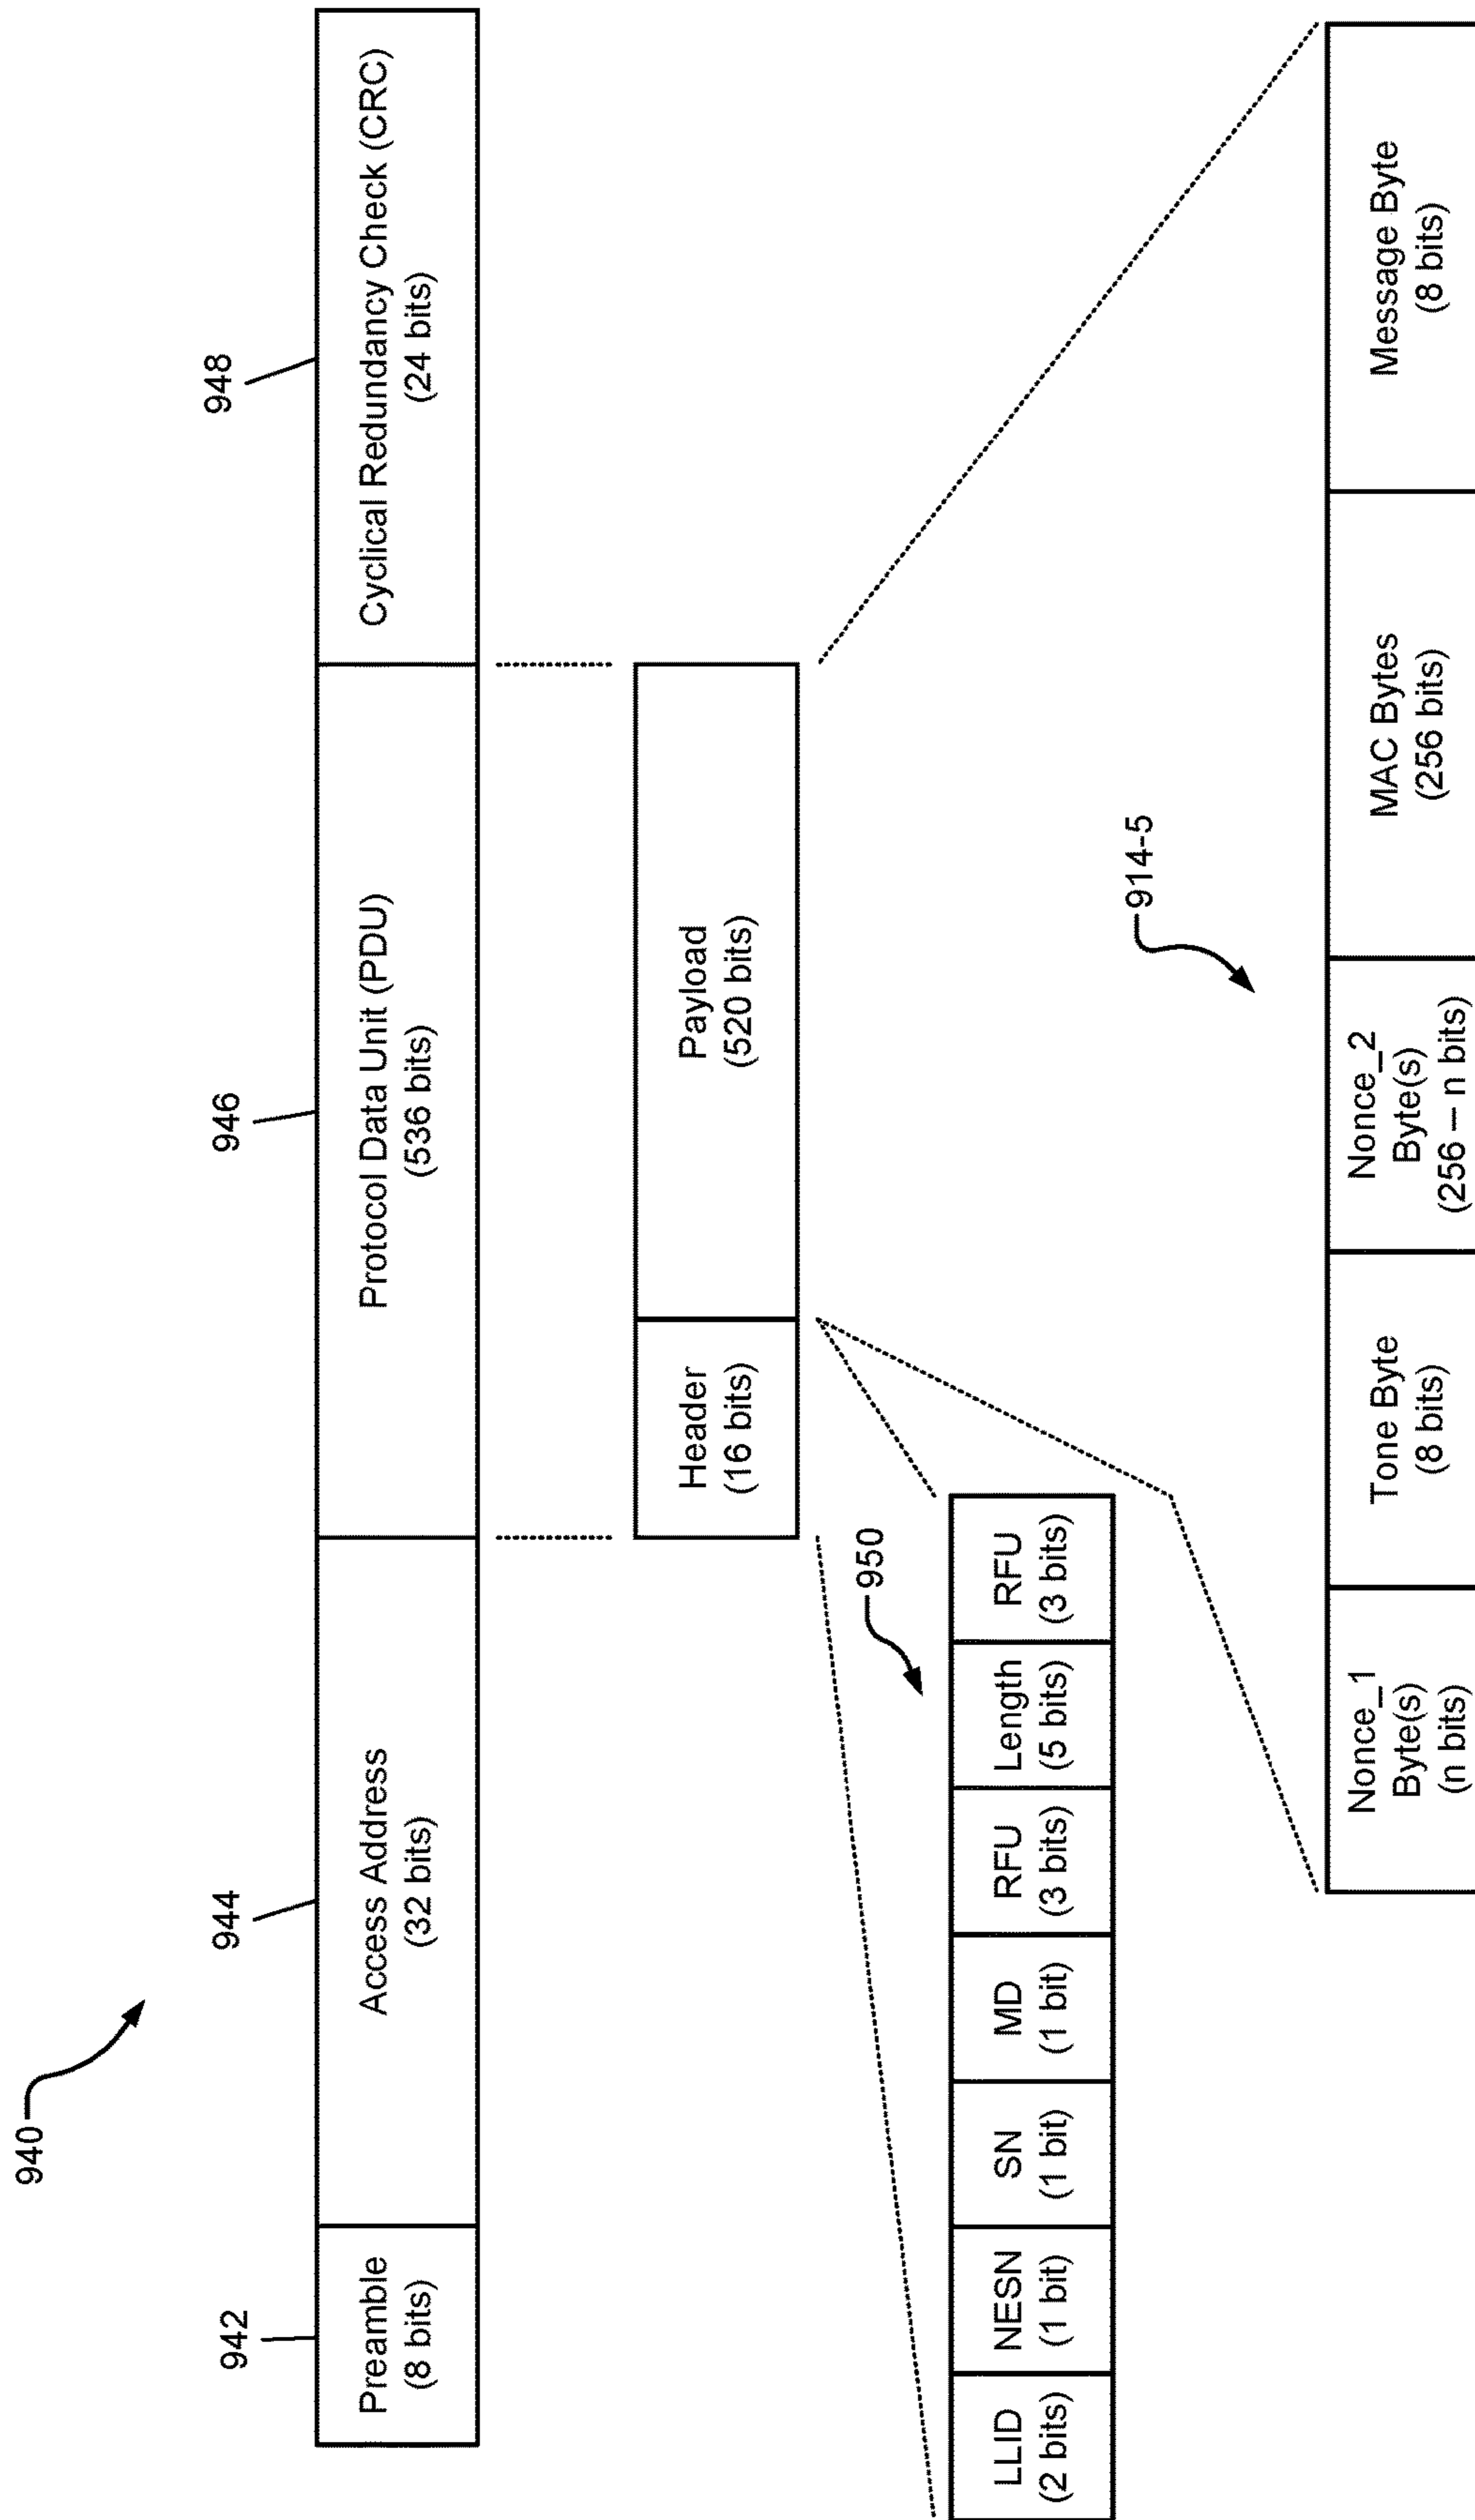 940
942
944
946
948
Preamble
(8 bits)
Access Address
(32 bits)
Protocol Data Unit (PDU)
(536 bits)
Cyclical Redundancy Check (CRC)
(24 bits)
Header
(16 bits)
Payload
(520 bits)
950
LLID
(2 bits)
NESN
(1 bit)
SN
(1 bit)
MD
(1 bit)
RFU
(3 bits)
Length
(5 bits)
RFU
(3 bits)
914-5
Nonce_1
Byte(s)
(n bits)
Tone Byte
(8 bits)
Nonce_2
Byte(s)
(256 – n bits)
MAC Bytes
(256 bits)
Message Byte
(8 bits)